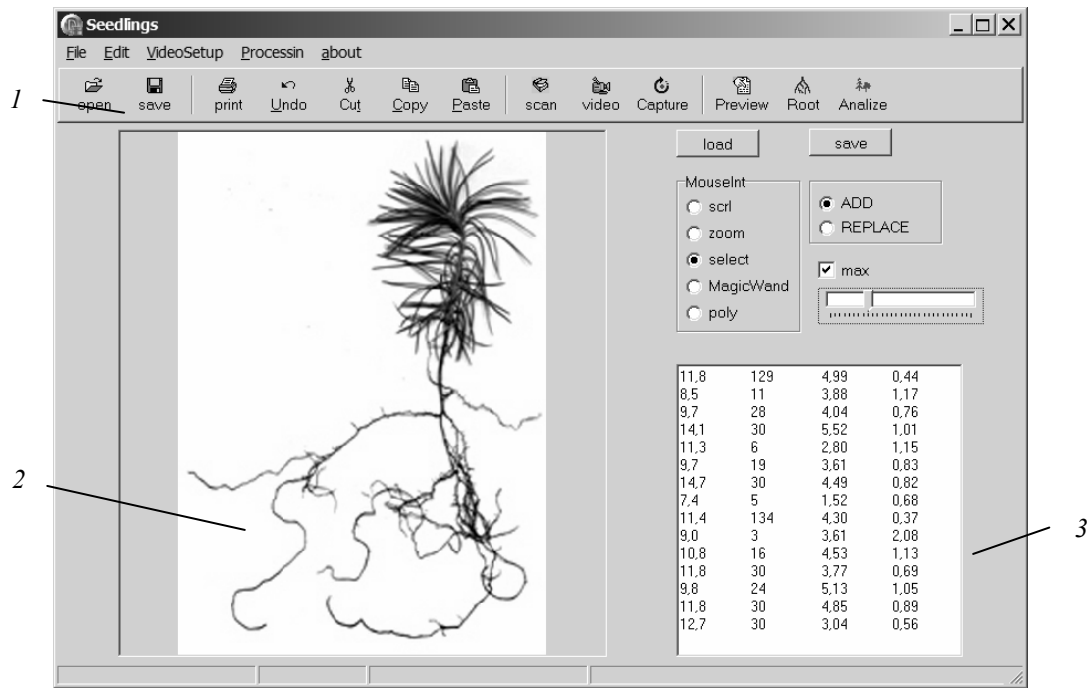 Seedlings
File Edit VideoSetup Processin about
open save print Undo Cut Copy Paste scan video Capture Preview Root Analize
1
load save
MouseInt
scrl
zoom
select
MagicWand
poly
ADD
REPLACE
max
11,8 129 4,99 0,44
8,5 11 3,88 1,17
9,7 28 4,04 0,76
14,1 30 5,52 1,01
11,3 6 2,80 1,15
9,7 19 3,61 0,83
14,7 30 4,49 0,82
7,4 5 1,52 0,68
11,4 134 4,30 0,37
9,0 3 3,61 2,08
10,8 16 4,53 1,13
11,8 30 3,77 0,69
9,8 24 5,13 1,05
11,8 30 4,85 0,89
12,7 30 3,04 0,56
2
3